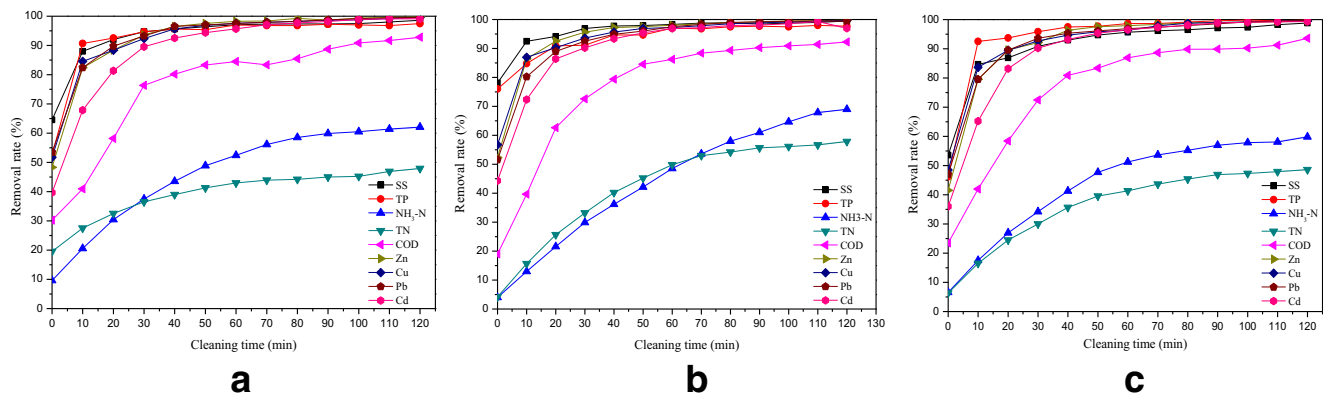 100
90
80
70
60
50
40
30
20
10
0
Removal rate (%)
SS
TP
NH3-N
TN
COD
Zn
Cu
Pb
Cd
0 10 20 30 40 50 60 70 80 90 100 110 120
Cleaning time (min)
a
100
90
80
70
60
50
40
30
20
10
0
Removal rate (%)
SS
TP
NH3-N
TN
COD
Zn
Cu
Pb
Cd
0 10 20 30 40 50 60 70 80 90 100 110 120 130
Cleaning time (min)
b
100
90
80
70
60
50
40
30
20
10
0
Removal rate (%)
SS
TP
NH3-N
TN
COD
Zn
Cu
Pb
Cd
0 10 20 30 40 50 60 70 80 90 100 110 120
Cleaning time (min)
c